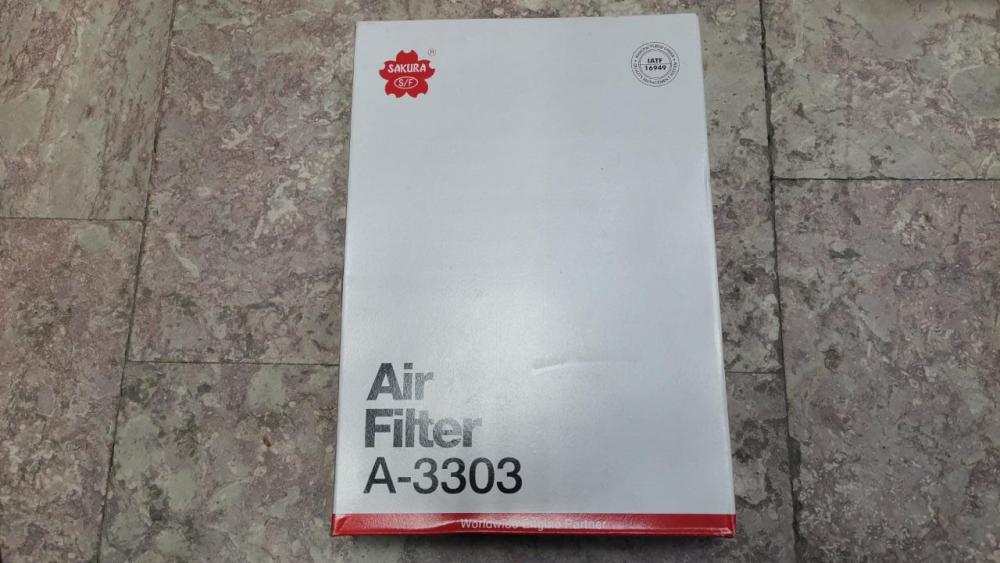 SAKURA
S/F
®
IATF
16949
Air
Filter
A-3303
Worldwide Engine Partner